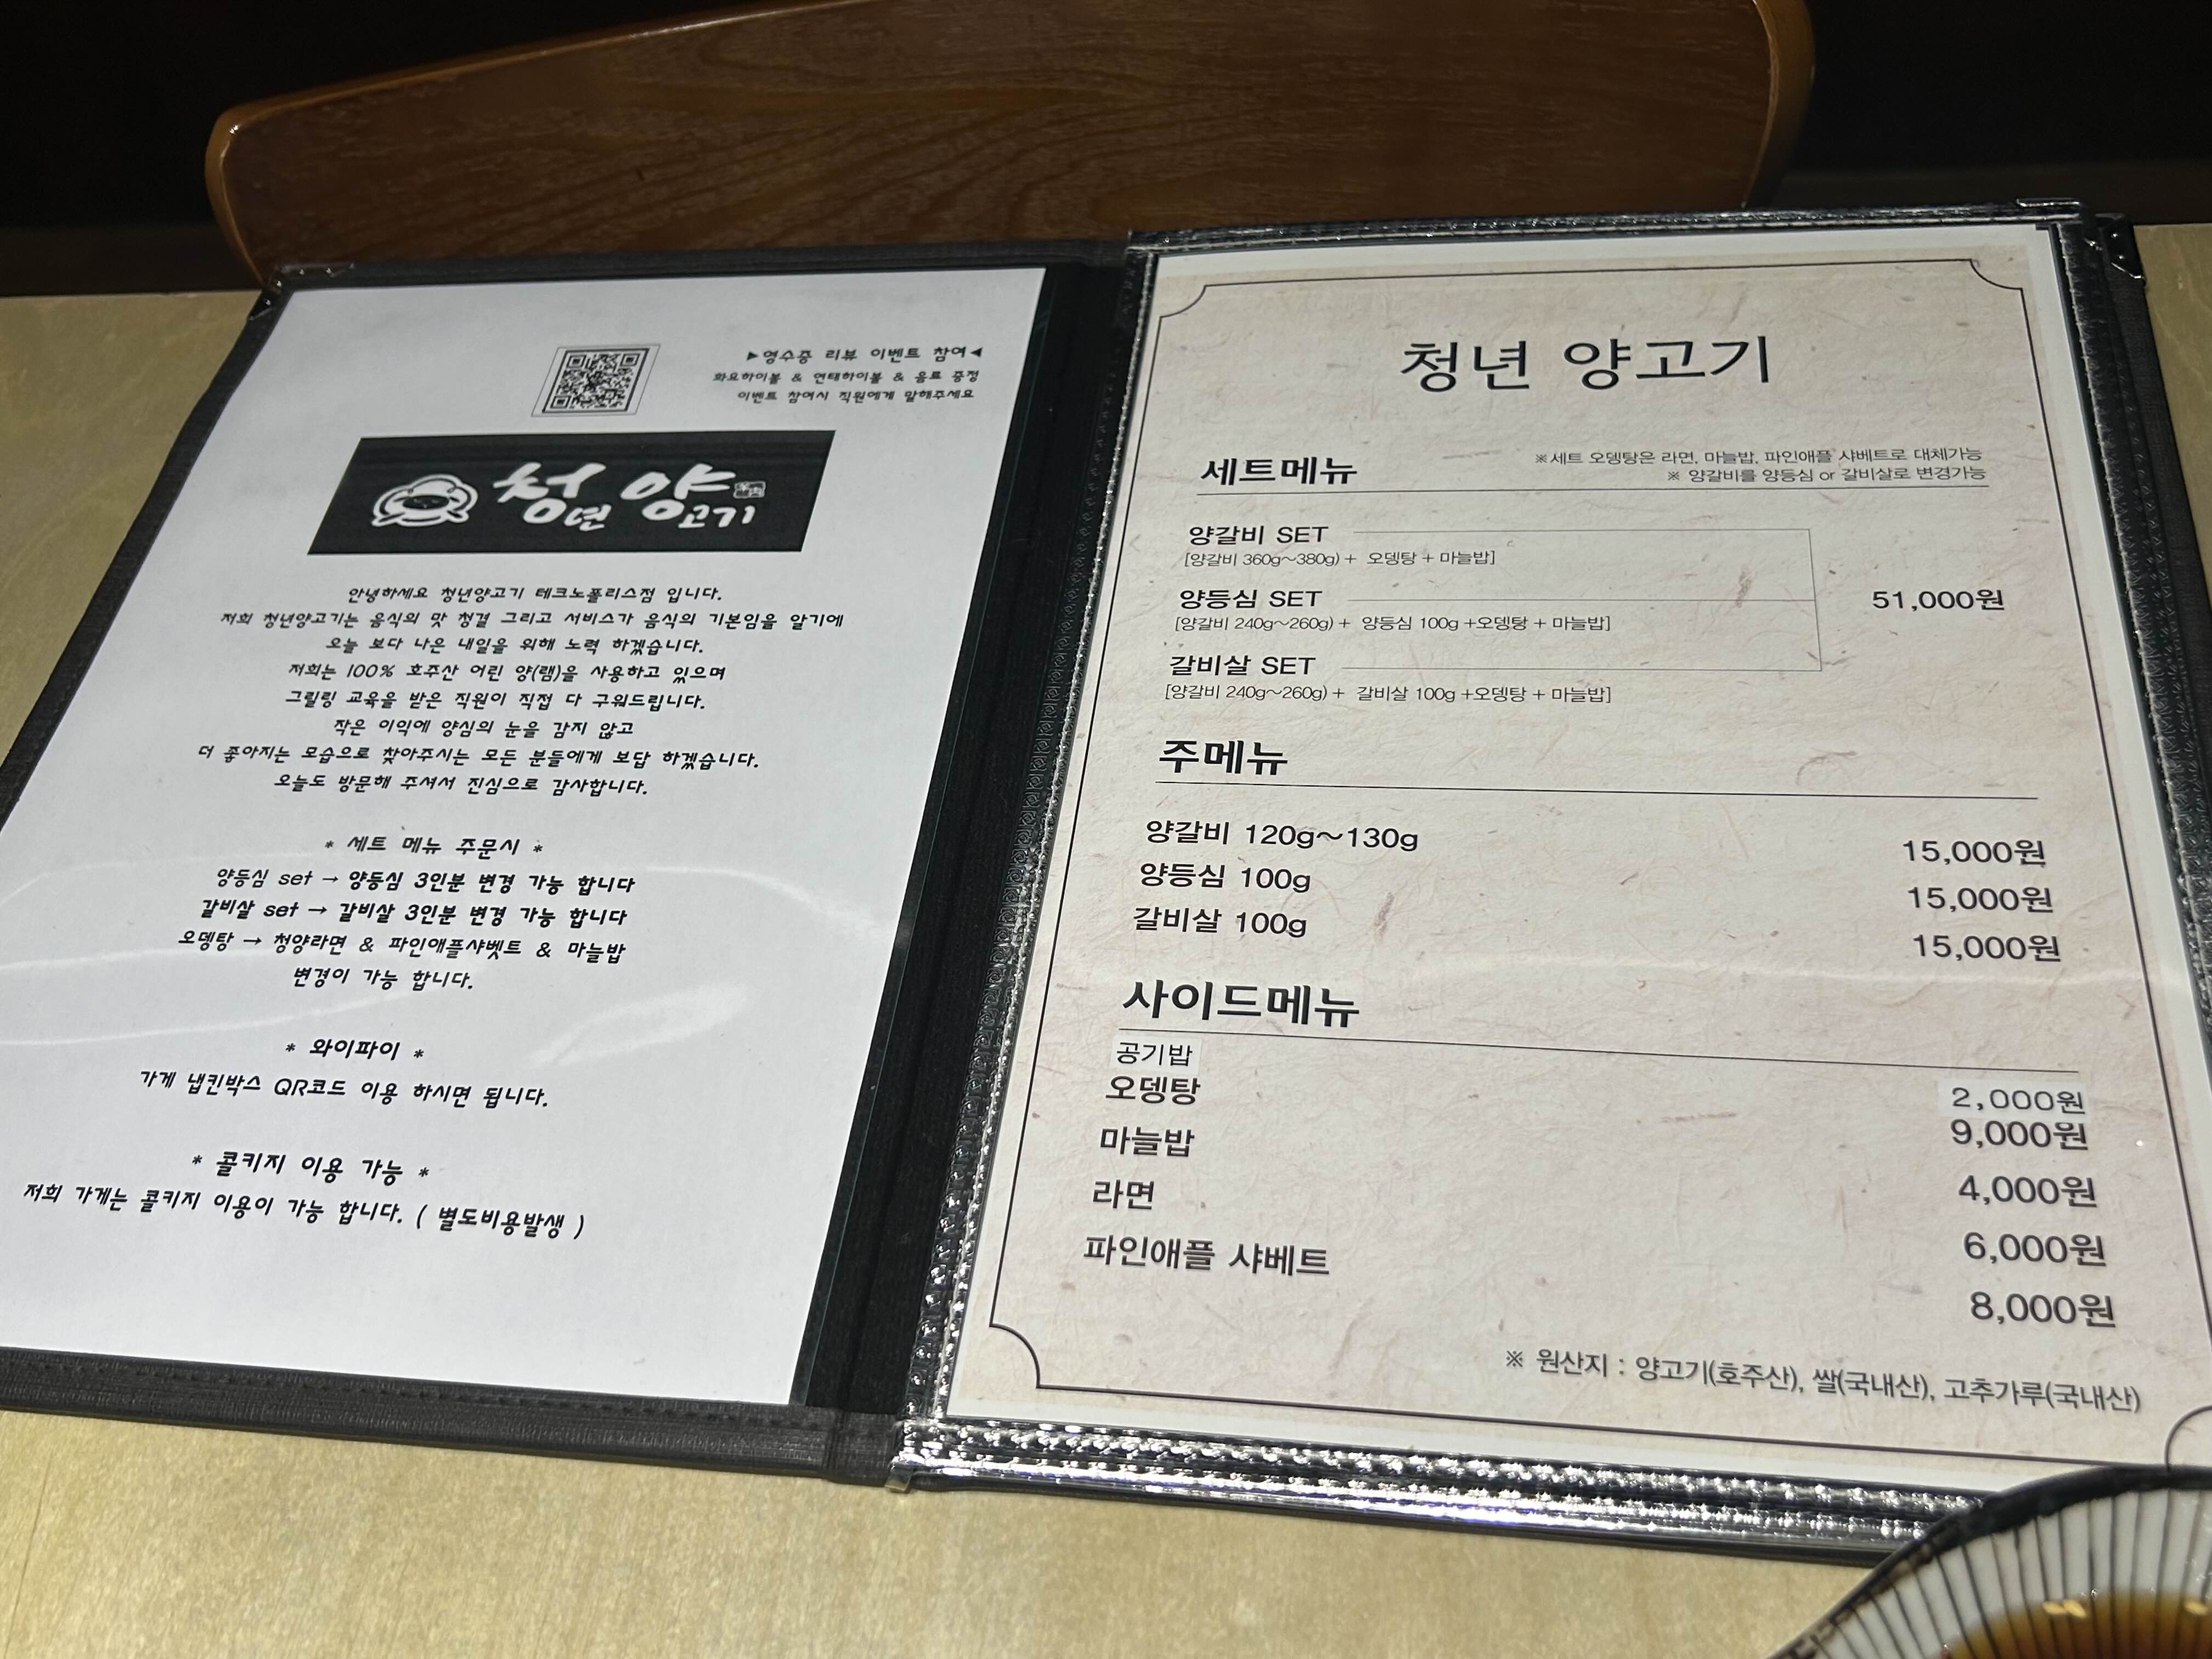 ▶영수증 리뷰 이벤트 참여◀
화요하이볼 & 연태하이볼 & 음료 증정
이벤트 참여시 직원에게 말해주세요
청년 양고기
안녕하세요 청년양고기 테크노폴리스점 입니다.
저희 청년양고기는 음식의 맛 청결 그리고 서비스가 음식의 기본임을 알기에
오늘 보다 나은 내일을 위해 노력 하겠습니다.
저희는 100% 호주산 어린 양(램)을 사용하고 있으며
그릴링 교육을 받은 직원이 직접 다 구워드립니다.
작은 이익에 양심의 눈을 감지 않고
더 좋아지는 모습으로 찾아주시는 모든 분들에게 보답 하겠습니다.
오늘도 방문해 주셔서 진심으로 감사합니다.
* 세트 메뉴 주문시 *
양등심 set → 양등심 3인분 변경 가능 합니다
갈비살 set → 갈비살 3인분 변경 가능 합니다
오뎅탕 → 청양라면 & 파인애플샤벳트 & 마늘밥
변경이 가능 합니다.
* 와이파이 *
가게 냅킨박스 QR코드 이용 하시면 됩니다.
* 콜키지 이용 가능 *
저희 가게는 콜키지 이용이 가능 합니다. ( 별도비용발생 )
청년 양고기
세트메뉴
※세트 오뎅탕은 라면, 마늘밥, 파인애플 샤베트로 대체가능
※ 양갈비를 양등심 or 갈비살로 변경가능
양갈비 SET
[양갈비 360g~380g) + 오뎅탕 + 마늘밥]
양등심 SET 51,000원
[양갈비 240g~260g) + 양등심 100g +오뎅탕 + 마늘밥]
갈비살 SET
[양갈비 240g~260g) + 갈비살 100g +오뎅탕 + 마늘밥]
주메뉴
양갈비 120g~130g 15,000원
양등심 100g 15,000원
갈비살 100g 15,000원
사이드메뉴
공기밥 2,000원
오뎅탕 9,000원
마늘밥 4,000원
라면 6,000원
파인애플 샤베트 8,000원
※ 원산지 : 양고기(호주산), 쌀(국내산), 고추가루(국내산)